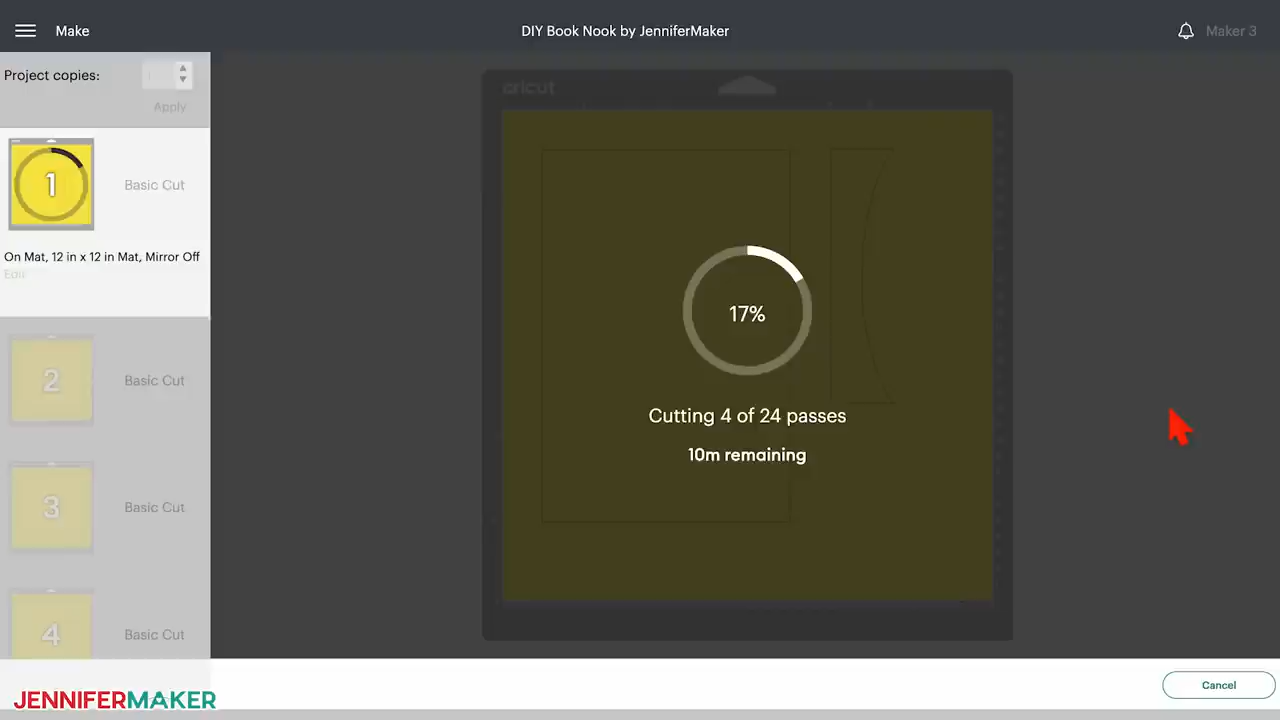 Make
DIY Book Nook by JenniferMaker
Maker 3
Project copies:
Apply
cricut
1
Basic Cut
On Mat, 12 in x 12 in Mat, Mirror Off
Edit
2
Basic Cut
3
Basic Cut
4
Basic Cut
17%
Cutting 4 of 24 passes
10m remaining
Cancel
JENNIFERMAKER